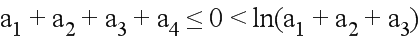 a₁ + a₂ + a₃ + a₄ ≤ 0 < ln(a₁ + a₂ + a₃)